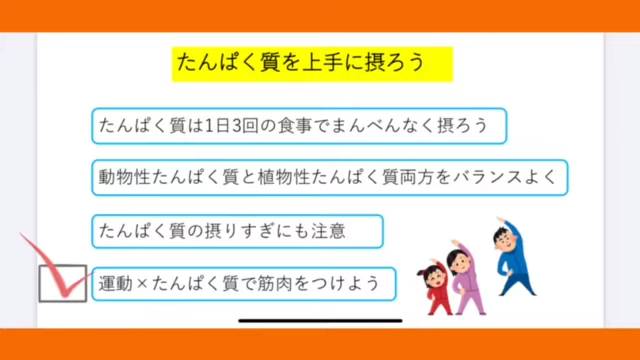 たんぱく質を上手に摂ろう
たんぱく質は1日3回の食事でまんべんなく摂ろう
動物性たんぱく質と植物性たんぱく質両方をバランスよく
たんぱく質の摂りすぎにも注意
運動×たんぱく質で筋肉をつけよう